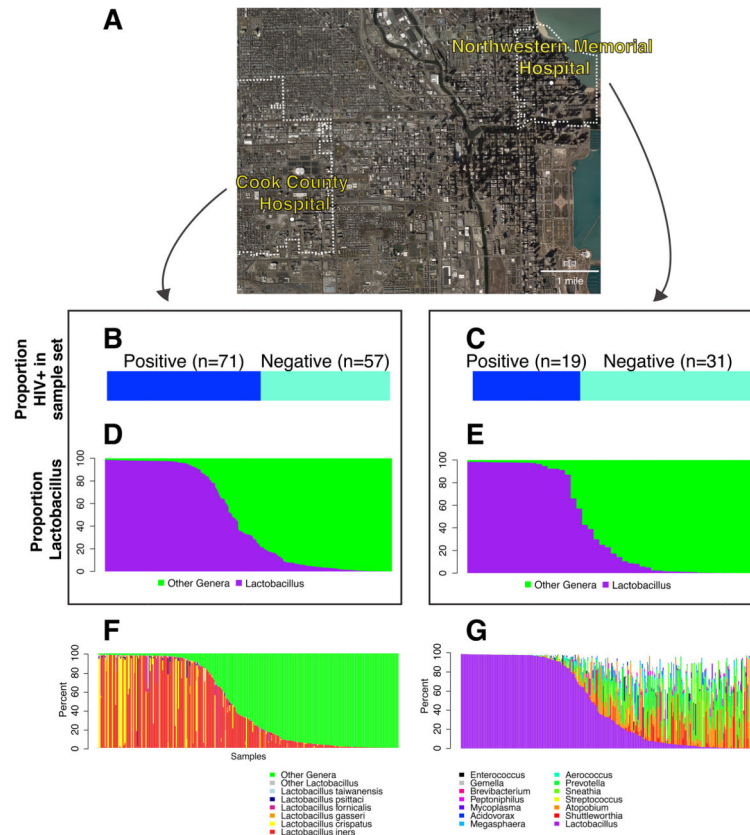 A
Northwestern Memorial
Hospital
Cook County
Hospital
1 mile
Proportion
HIV+ in
sample set
B
Positive (n=71) Negative (n=57)
C
Positive (n=19) Negative (n=31)
Proportion
Lactobacillus
D
100
80
60
40
20
0
Other Genera Lactobacillus
E
100
80
60
40
20
0
Other Genera Lactobacillus
F
Percent
100
80
60
40
20
0
Samples
Other Genera
Other Lactobacillus
Lactobacillus taiwanensis
Lactobacillus psittaci
Lactobacillus fornicalis
Lactobacillus gasseri
Lactobacillus crispatus
Lactobacillus iners
G
Percent
100
80
60
40
20
0
Enterococcus Aerococcus
Gemella Prevotella
Brevibacterium Sneathia
Peptoniphilus Streptococcus
Mycoplasma Atopobium
Acidovorax Shuttleworthia
Megasphaera Lactobacillus